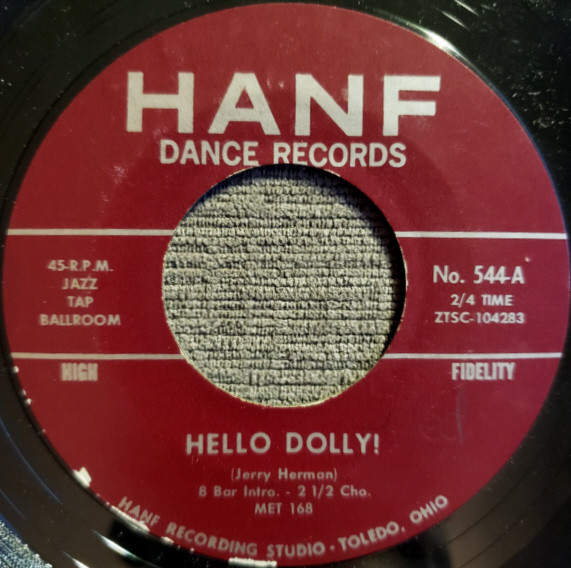 HANF
DANCE RECORDS
45-R.P.M.
JAZZ
TAP
BALLROOM
No. 544-A
2/4 TIME
ZTSC-104283
HIGH
FIDELITY
HELLO DOLLY!
(Jerry Herman)
8 Bar Intro. - 2 1/2 Cho.
MET 168
HANF RECORDING STUDIO • TOLEDO, OHIO